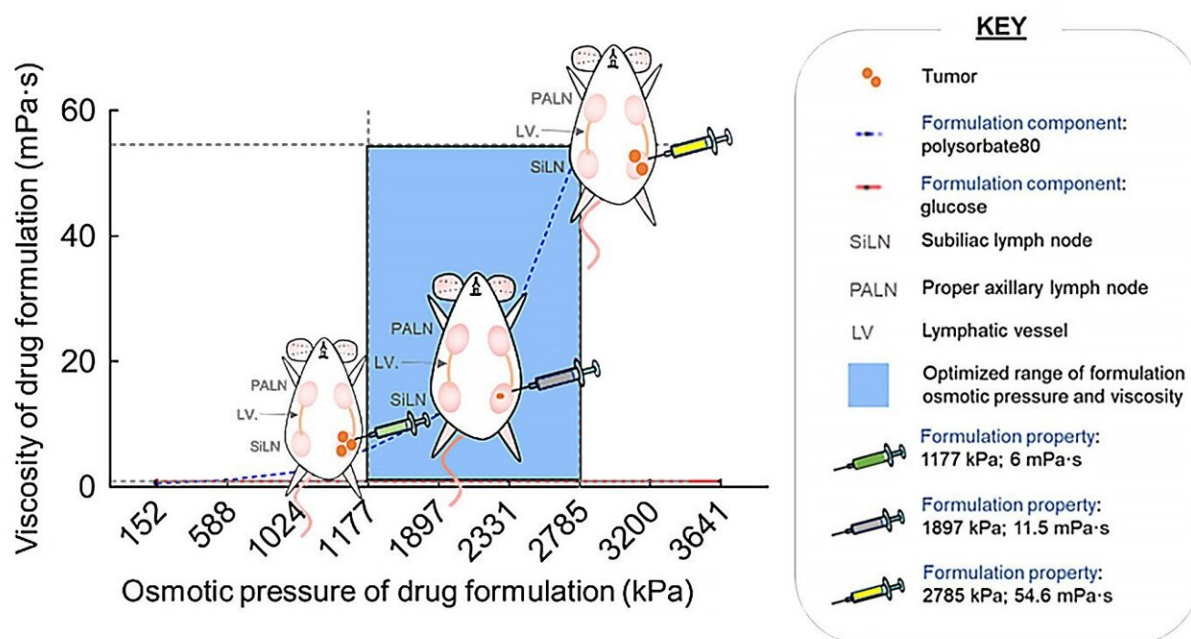 Viscosity of drug formulation (mPa·s)
60
40
20
0
152
588
1024
1177
1897
2331
2785
3200
3641
Osmotic pressure of drug formulation (kPa)
PALN
LV.
SiLN
PALN
LV.
SiLN
PALN
LV.
SiLN
KEY
Tumor
Formulation component:
polysorbate80
Formulation component:
glucose
SiLN Subiliac lymph node
PALN Proper axillary lymph node
LV Lymphatic vessel
Optimized range of formulation
osmotic pressure and viscosity
Formulation property:
1177 kPa; 6 mPa·s
Formulation property:
1897 kPa; 11.5 mPa·s
Formulation property:
2785 kPa; 54.6 mPa·s